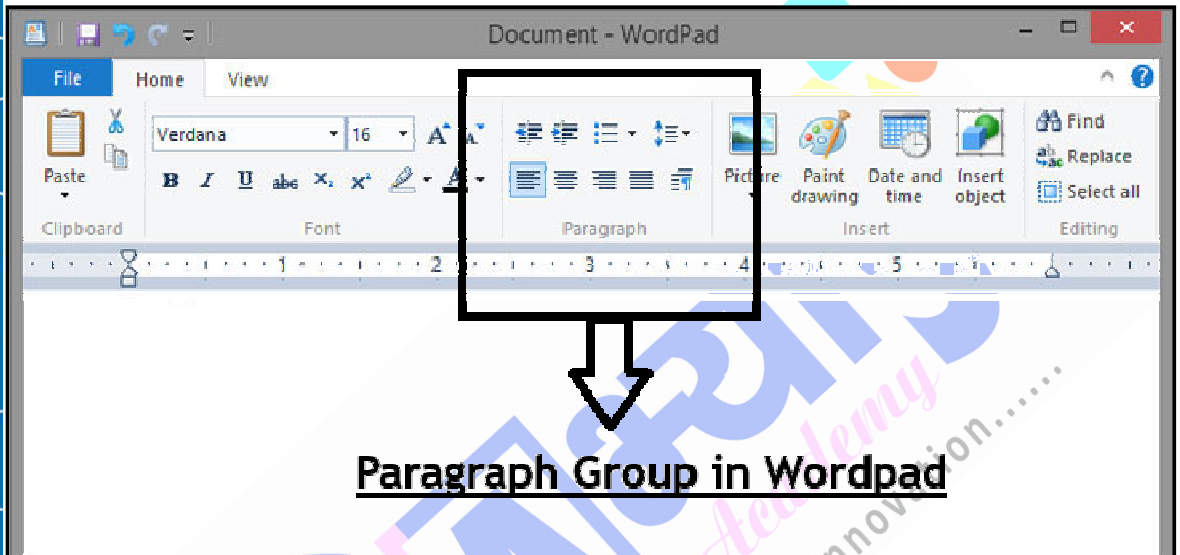 Document - WordPad
File Home View
Verdana 16
Paste
Picture Paint drawing Date and time Insert object
Find
Replace
Select all
Clipboard Font Paragraph Insert Editing
1 2 3 4 5
Paragraph Group in Wordpad
Academy